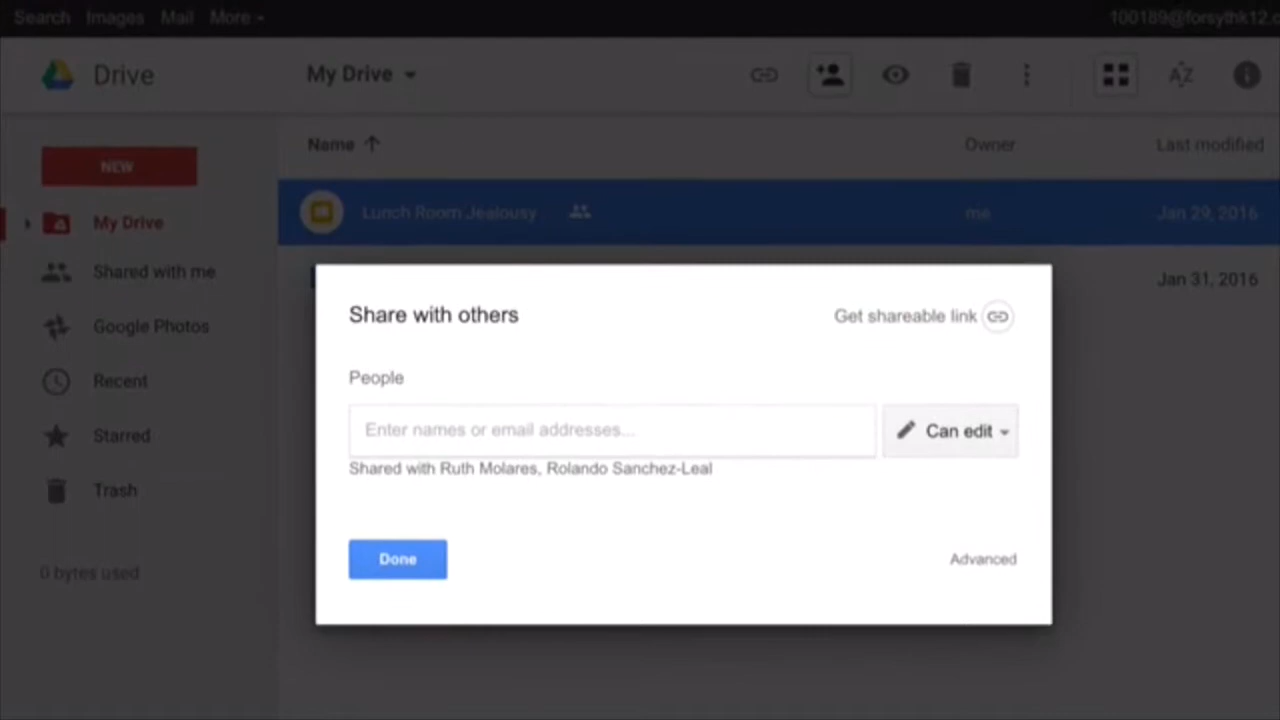 Search Images Mail More
100189@forsythk12.c
Drive
My Drive
AZ
Name
Owner
Last modified
NEW
Lunch Room Jealousy
me
Jan 29, 2016
My Drive
Shared with me
Jan 31, 2016
Google Photos
Recent
Starred
Trash
0 bytes used
Share with others
Get shareable link
People
Enter names or email addresses...
Can edit
Shared with Ruth Molares, Rolando Sanchez-Leal
Done
Advanced